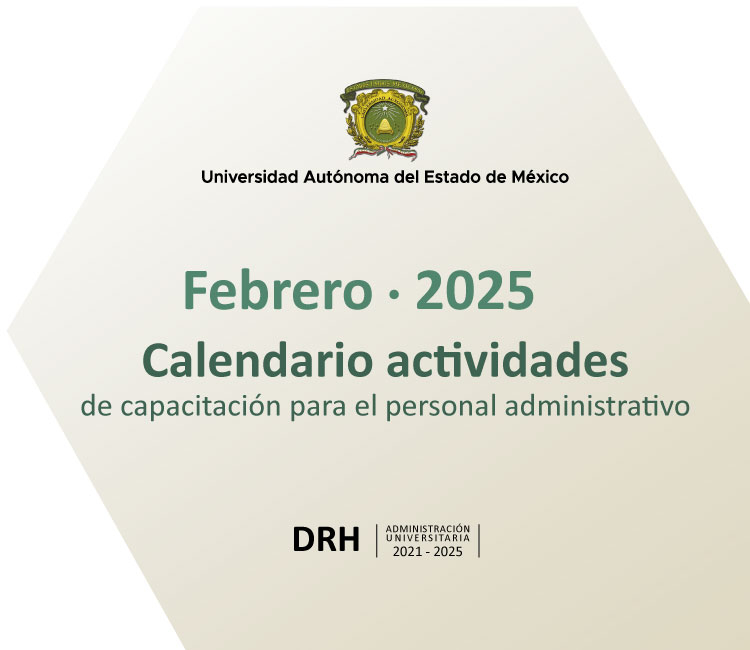 Universidad Autónoma del Estado de México
Febrero · 2025
Calendario actividades
de capacitación para el personal administrativo
DRH
ADMINISTRACIÓN
UNIVERSITARIA
2021 - 2025